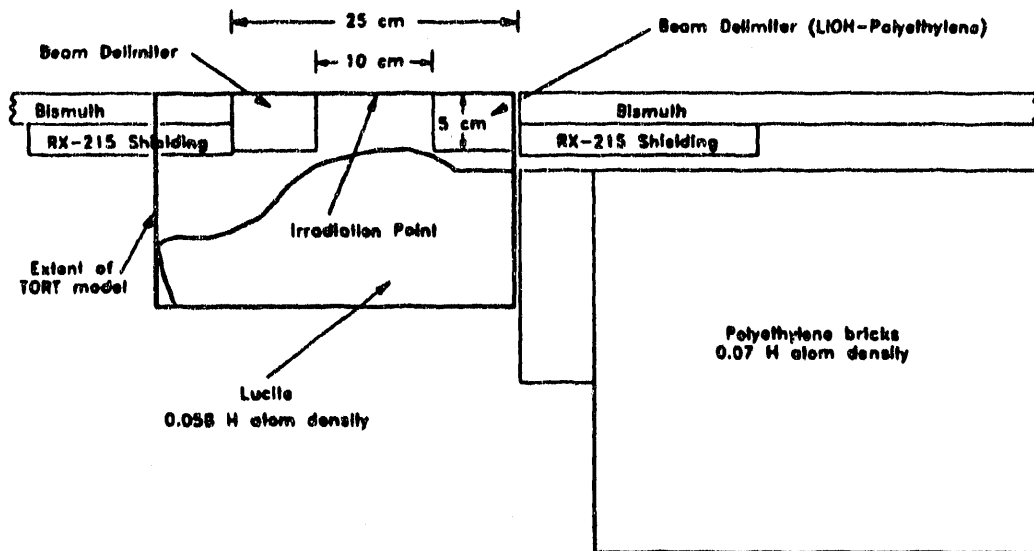 25 cm
Beam Delimiter
Beam Delimiter (LIOH-Polyethylene)
10 cm
Bismuth
5 cm
Bismuth
RX-215 Shielding
RX-215 Shielding
Irradiation Point
Extent of
TORT model
Polyethylene bricks
0.07 H atom density
Lucite
0.058 H atom density